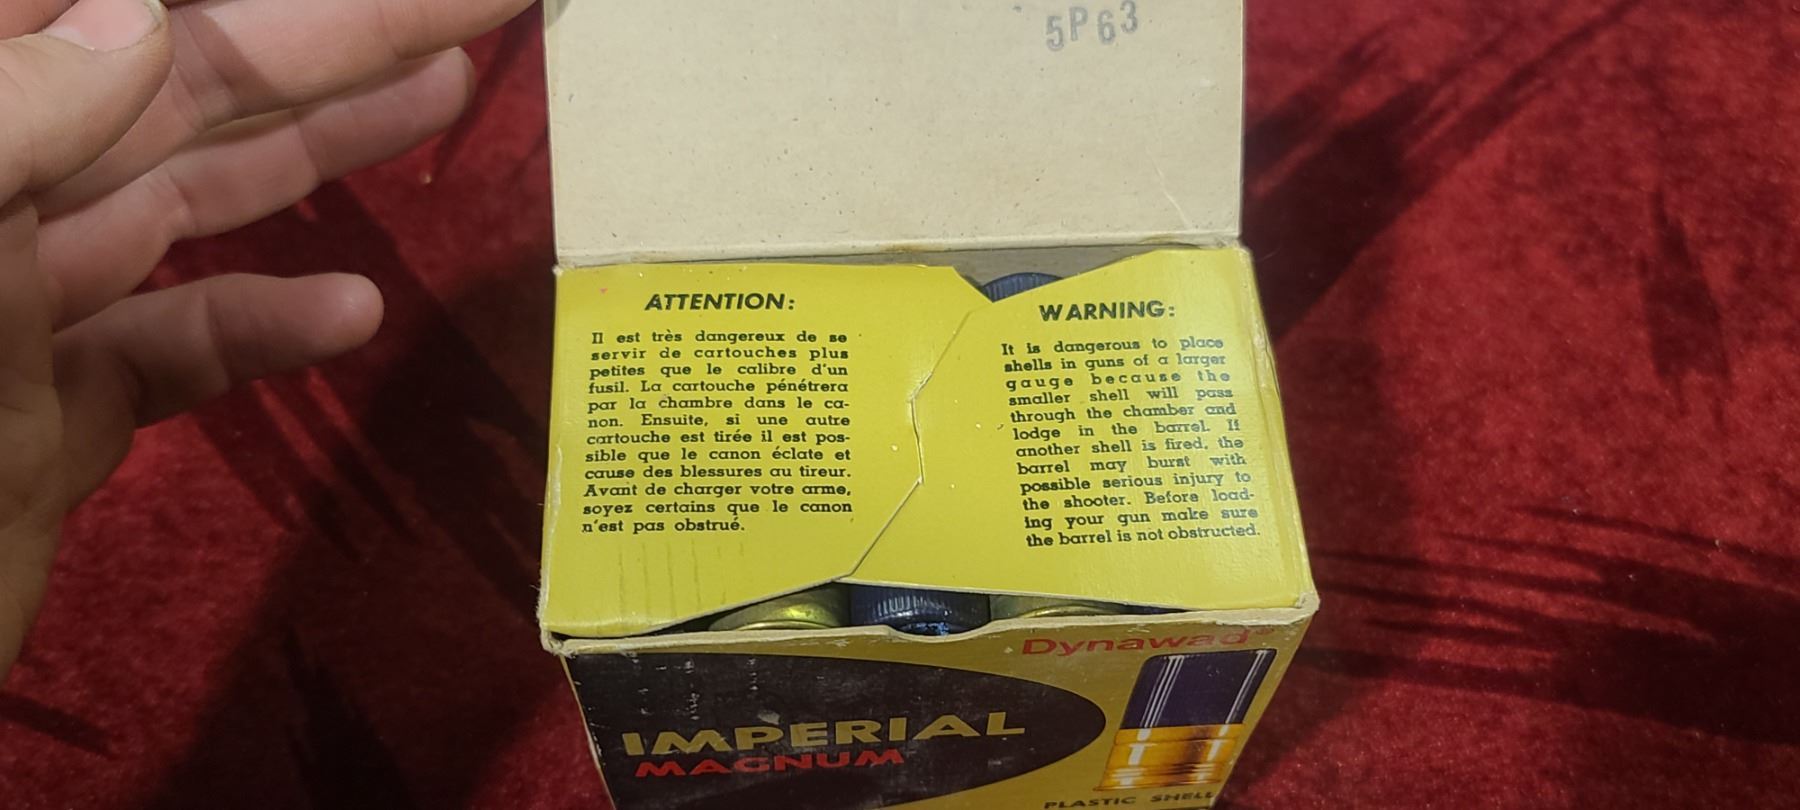 5P63
ATTENTION:
Il est très dangereux de se
servir de cartouches plus
petites que le calibre d'un
fusil. La cartouche pénétrera
par la chambre dans le ca-
non. Ensuite, si une autre
cartouche est tirée il est pos-
sible que le canon éclate et
cause des blessures au tireur.
Avant de charger votre arme,
soyez certains que le canon
n'est pas obstrué.
WARNING:
It is dangerous to place
shells in guns of a larger
gauge because the
smaller shell will pass
through the chamber and
lodge in the barrel. If
another shell is fired, the
barrel may burst with
possible serious injury to
the shooter. Before load-
ing your gun make sure
the barrel is not obstructed.
Dynawad®
IMPERIAL
MAGNUM
PLASTIC SHELL